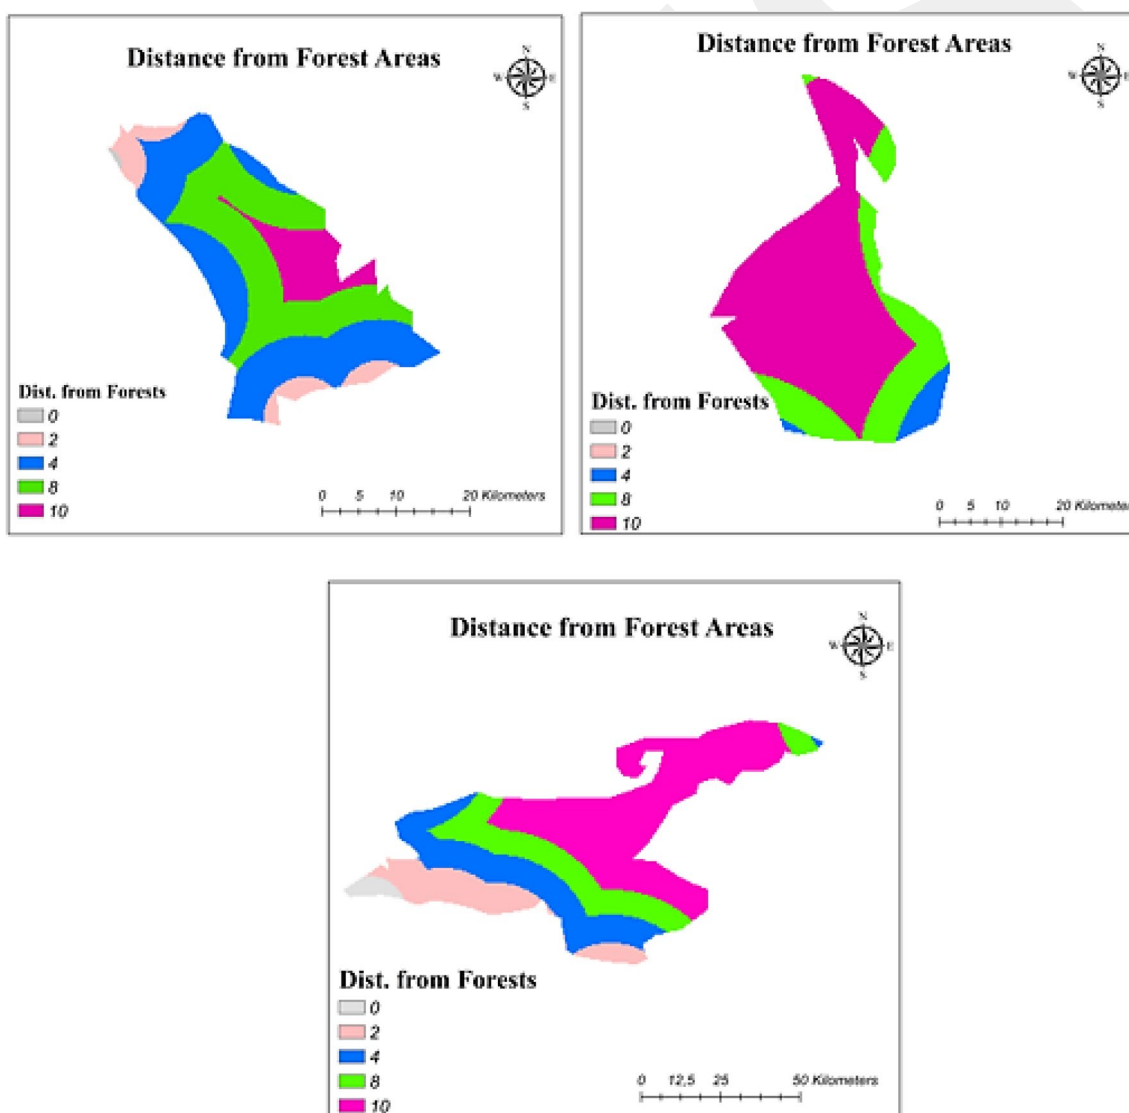 Distance from Forest Areas
N
W E
S
Dist. from Forests
0
2
4
8
10
0 5 10 20 Kilometers
Distance from Forest Areas
N
W E
S
Dist. from Forests
0
2
4
8
10
0 5 10 20 Kilometer
Distance from Forest Areas
N
W E
S
Dist. from Forests
0
2
4
8
10
0 12,5 25 50 Kilometers